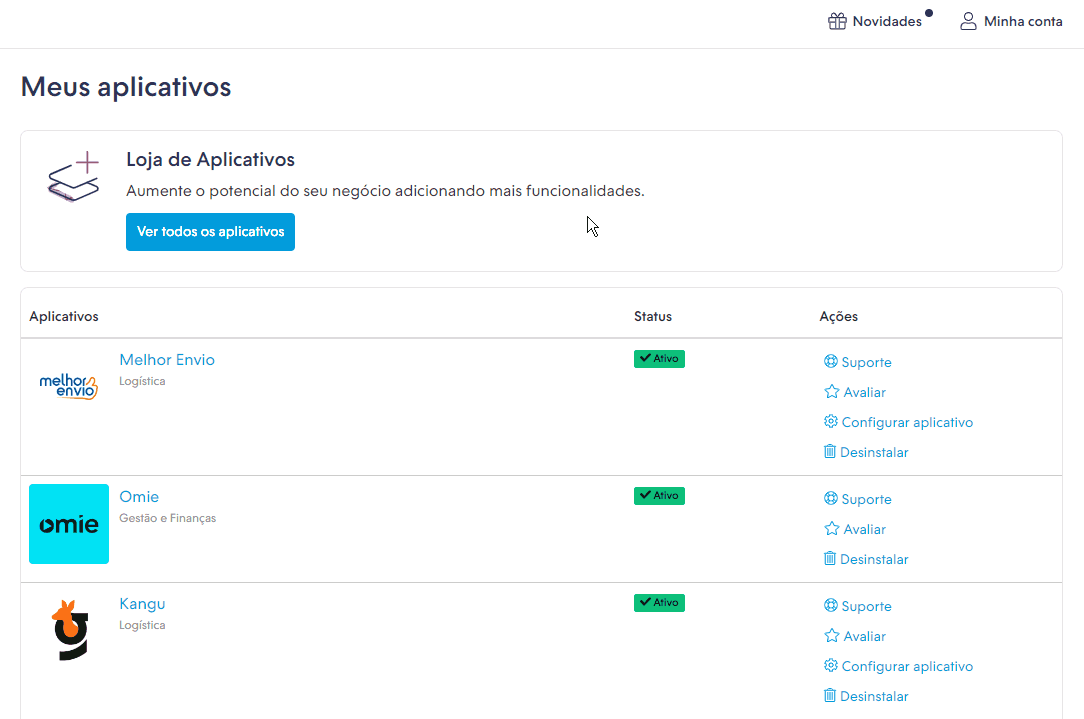 Novidades
Minha conta
Meus aplicativos
Loja de Aplicativos
Aumente o potencial do seu negócio adicionando mais funcionalidades.
Ver todos os aplicativos
Aplicativos Status Ações
melhor
envio
Melhor Envio
Logística
Ativo
Suporte
Avaliar
Configurar aplicativo
Desinstalar
omie
Omie
Gestão e Finanças
Ativo
Suporte
Avaliar
Desinstalar
g
Kangu
Logística
Ativo
Suporte
Avaliar
Configurar aplicativo
Desinstalar